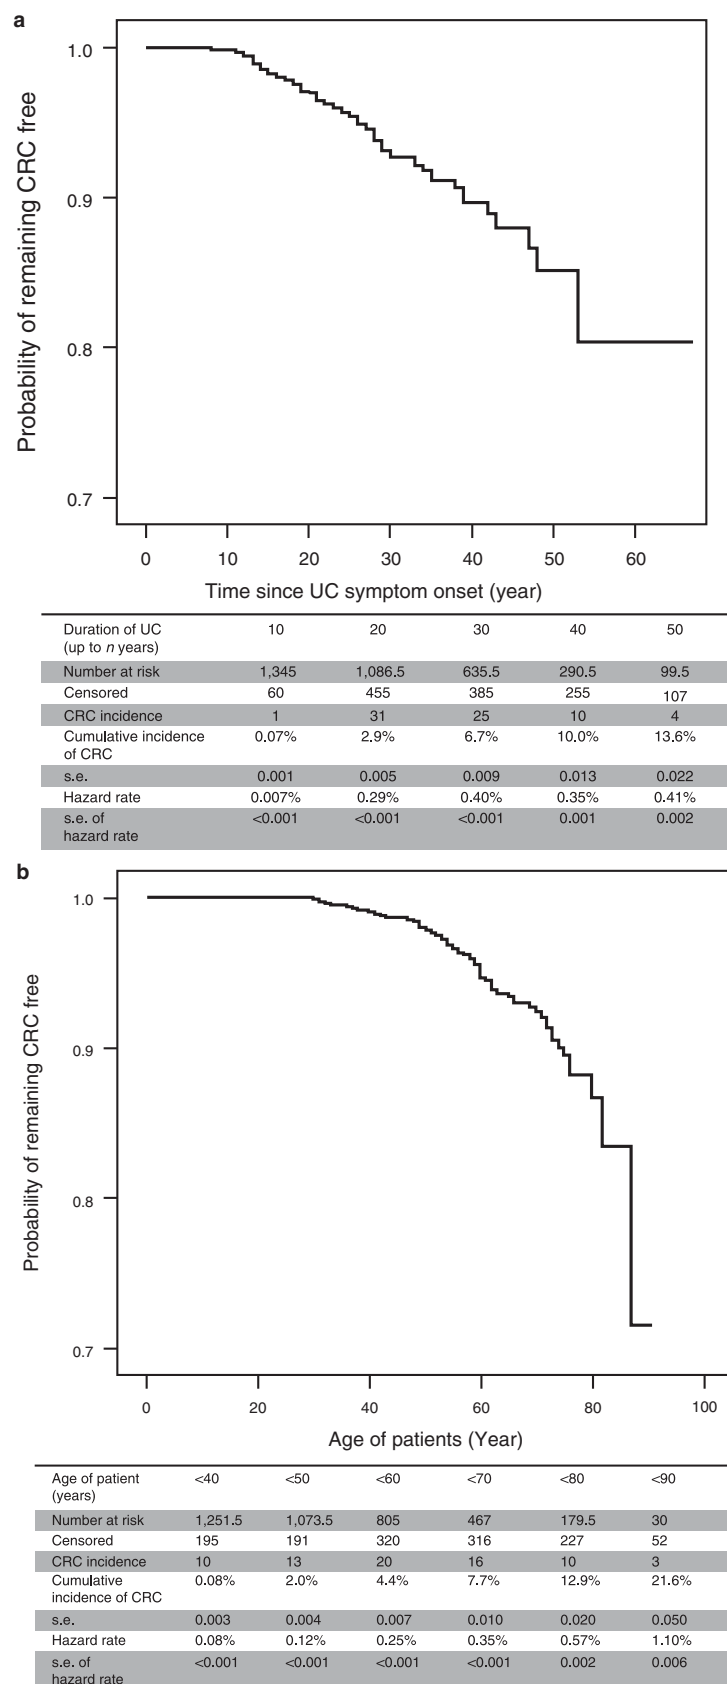 a
Probability of remaining CRC free
1.0
0.9
0.8
0.7
0 10 20 30 40 50 60
Time since UC symptom onset (year)
Duration of UC 10 20 30 40 50
(up to n years)
Number at risk 1,345 1,086.5 635.5 290.5 99.5
Censored 60 455 385 255 107
CRC incidence 1 31 25 10 4
Cumulative incidence 0.07% 2.9% 6.7% 10.0% 13.6%
of CRC
s.e. 0.001 0.005 0.009 0.013 0.022
Hazard rate 0.007% 0.29% 0.40% 0.35% 0.41%
s.e. of <0.001 <0.001 <0.001 0.001 0.002
hazard rate
b
Probability of remaining CRC free
1.0
0.9
0.8
0.7
0 20 40 60 80 100
Age of patients (Year)
Age of patient <40 <50 <60 <70 <80 <90
(years)
Number at risk 1,251.5 1,073.5 805 467 179.5 30
Censored 195 191 320 316 227 52
CRC incidence 10 13 20 16 10 3
Cumulative 0.08% 2.0% 4.4% 7.7% 12.9% 21.6%
incidence of CRC
s.e. 0.003 0.004 0.007 0.010 0.020 0.050
Hazard rate 0.08% 0.12% 0.25% 0.35% 0.57% 1.10%
s.e. of <0.001 <0.001 <0.001 <0.001 0.002 0.006
hazard rate